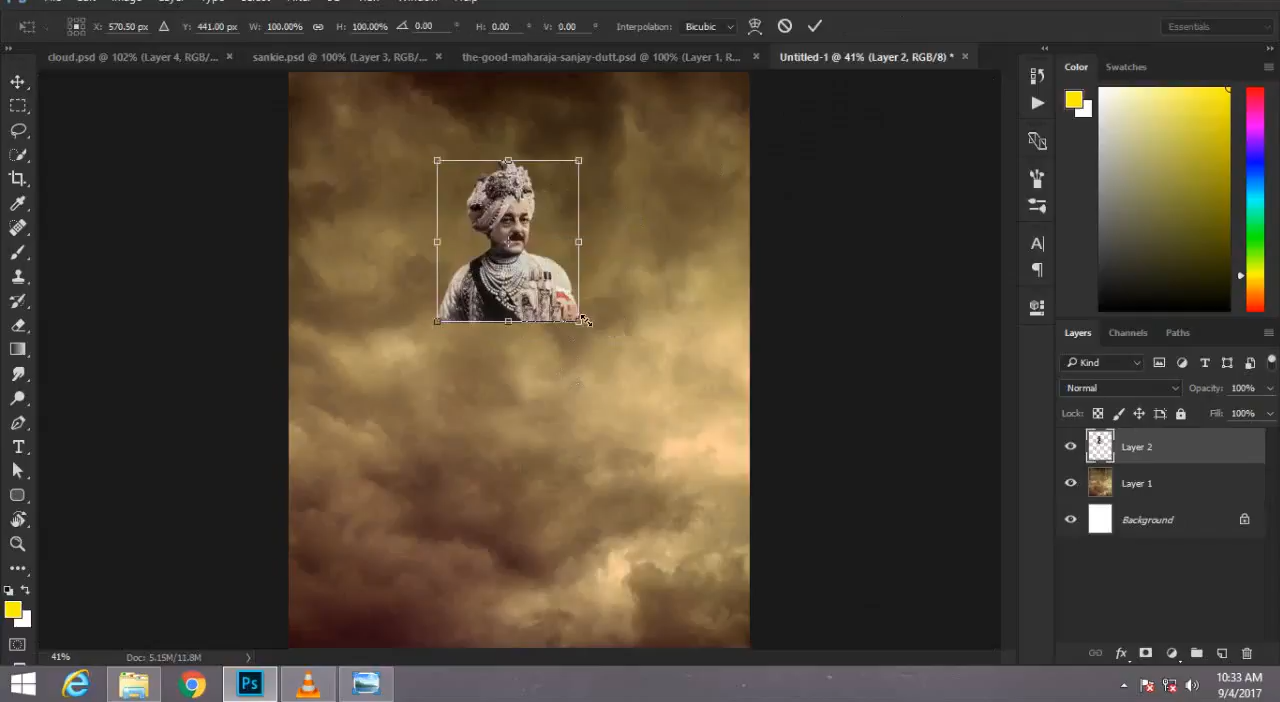 X: 570.50 px Y: 441.00 px W: 100.00% H: 100.00% 0.00 ° H: 0.00 ° V: 0.00 ° Interpolation: Bicubic Essentials
cloud.psd @ 102% (Layer 4, RGB/... × sankie.psd @ 100% (Layer 3, RGB/... × the-good-maharaja-sanjay-dutt.psd @ 100% (Layer 1, R... × Untitled-1 @ 41% (Layer 2, RGB/8) * ×
Color Swatches
Layers Channels Paths
Kind
Normal Opacity: 100%
Lock: Fill: 100%
Layer 2
Layer 1
Background
41% Doc: 5.15M/11.8M
Ps
10:33 AM
9/4/2017